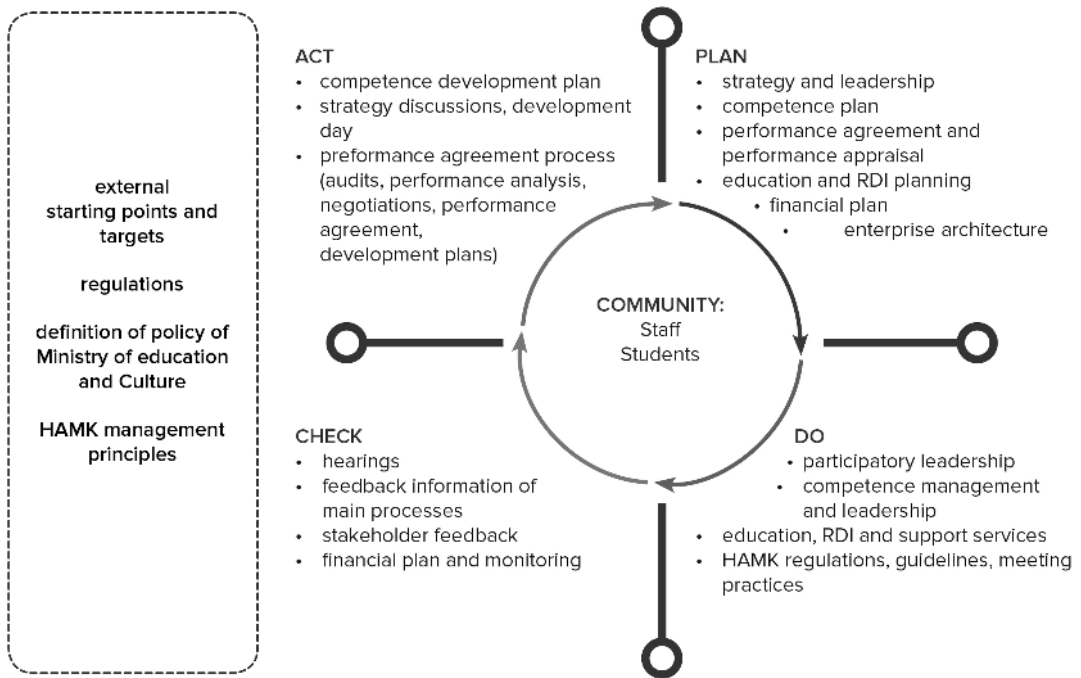 external
starting points and
targets
regulations
definition of policy of
Ministry of education
and Culture
HAMK management
principles
ACT
• competence development plan
• strategy discussions, development
day
• preformance agreement process
(audits, performance analysis,
negotiations, performance
agreement,
development plans)
PLAN
• strategy and leadership
• competence plan
• performance agreement and
performance appraisal
• education and RDI planning
• financial plan
• enterprise architecture
COMMUNITY:
Staff
Students
CHECK
• hearings
• feedback information of
main processes
• stakeholder feedback
• financial plan and monitoring
DO
• participatory leadership
• competence management
and leadership
• education, RDI and support services
• HAMK regulations, guidelines, meeting
practices